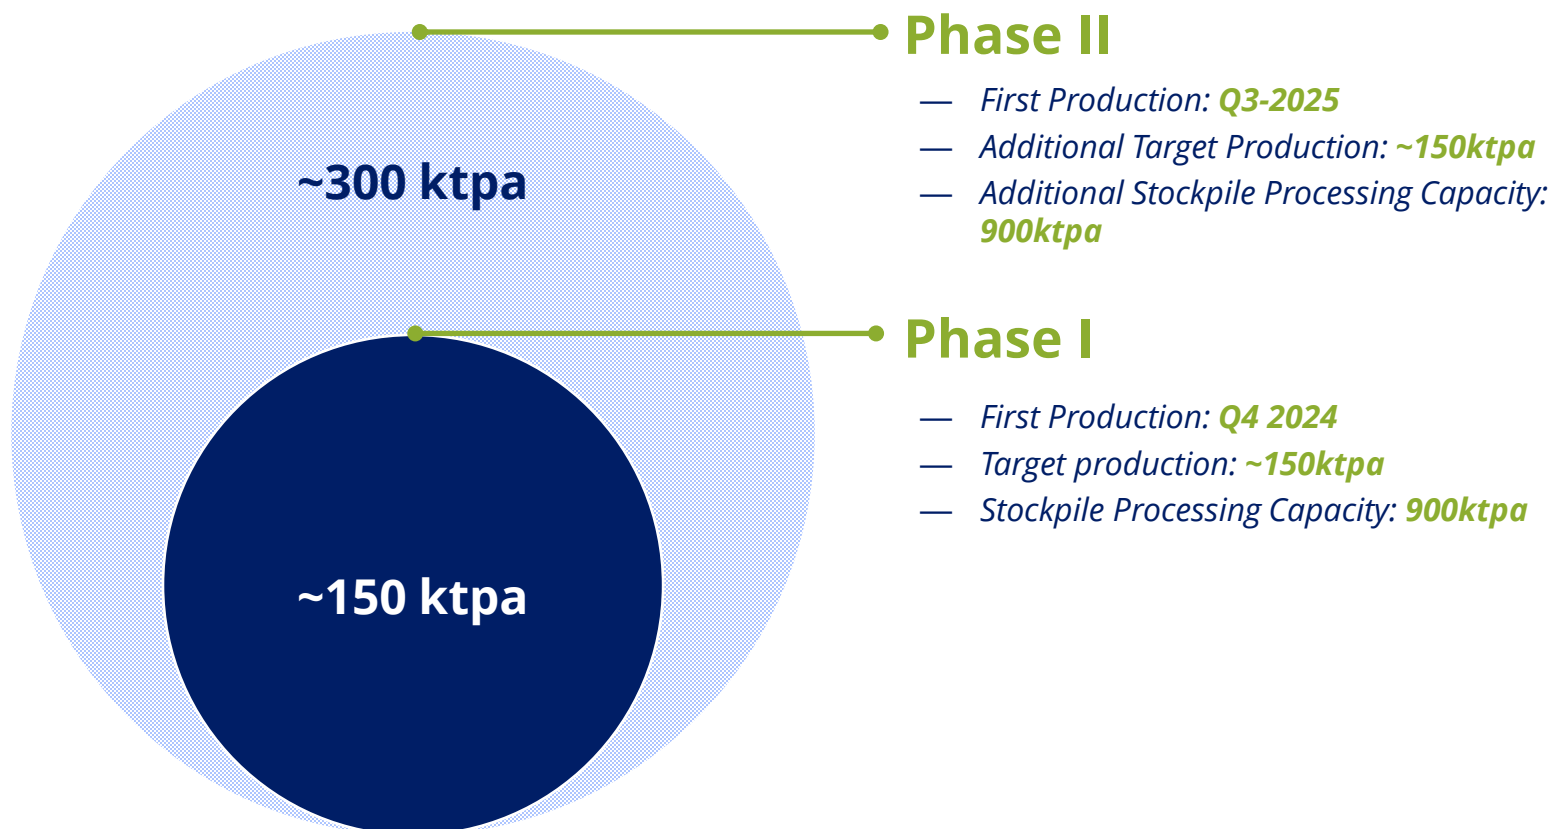 Phase II
— First Production: Q3-2025
— Additional Target Production: ~150ktpa
— Additional Stockpile Processing Capacity:
900ktpa
~300 ktpa
Phase I
— First Production: Q4 2024
— Target production: ~150ktpa
— Stockpile Processing Capacity: 900ktpa
~150 ktpa